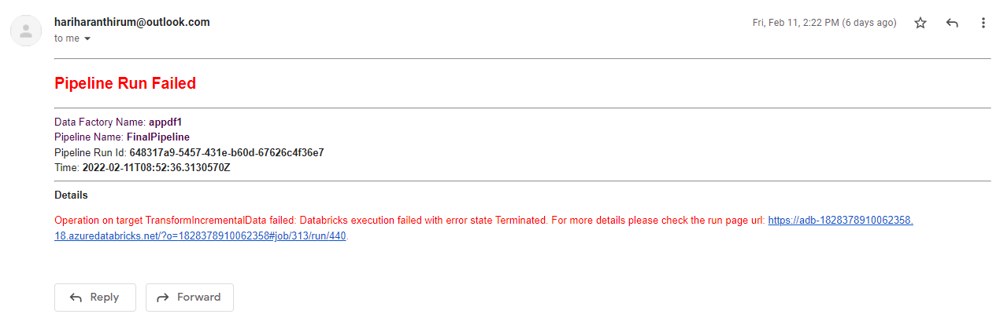 hariharanthirum@outlook.com
Fri, Feb 11, 2:22 PM (6 days ago)
to me
Pipeline Run Failed
Data Factory Name: appdf1
Pipeline Name: FinalPipeline
Pipeline Run Id: 648317a9-5457-431e-b60d-67626c4f36e7
Time: 2022-02-11T08:52:36.3130570Z
Details
Operation on target TransformIncrementalData failed: Databricks execution failed with error state Terminated. For more details please check the run page url: https://adb-1828378910062358.
18.azuredatabricks.net/?o=1828378910062358#job/313/run/440.
Reply
Forward